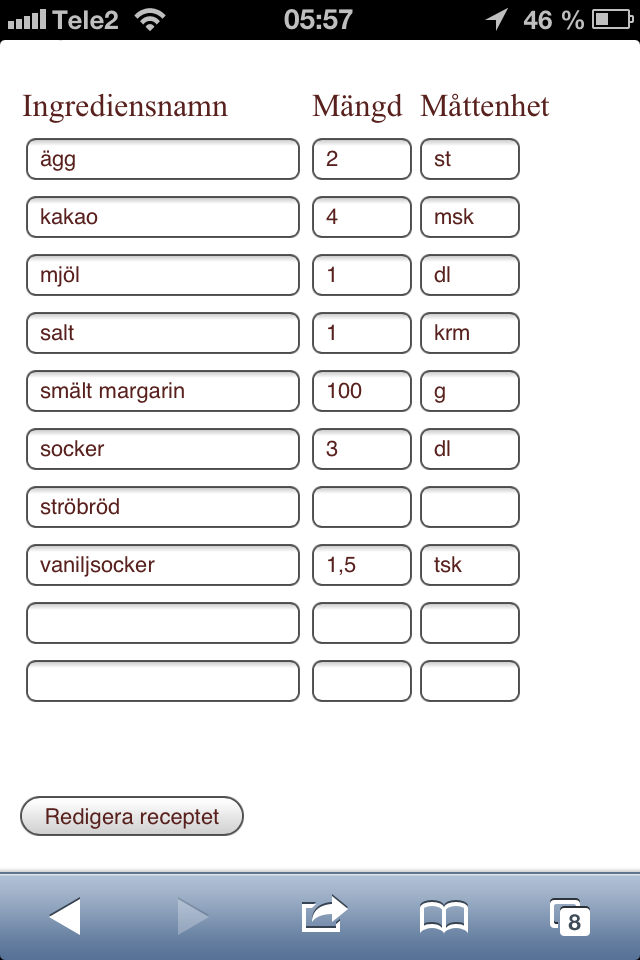 Tele2 05:57 46 %
Ingrediensnamn Mängd Måttenhet
ägg 2 st
kakao 4 msk
mjöl 1 dl
salt 1 krm
smält margarin 100 g
socker 3 dl
ströbröd
vaniljsocker 1,5 tsk
Redigera receptet
8